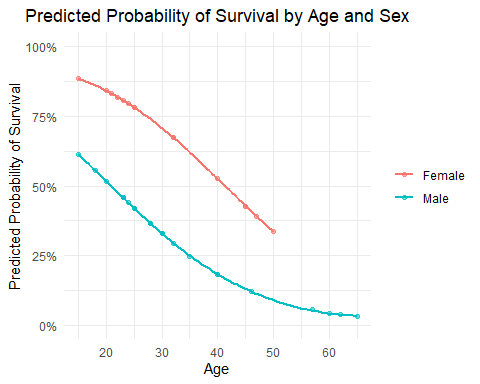 Predicted Probability of Survival by Age and Sex
100%
75%
50%
25%
0%
Predicted Probability of Survival
20 30 40 50 60
Age
Female
Male